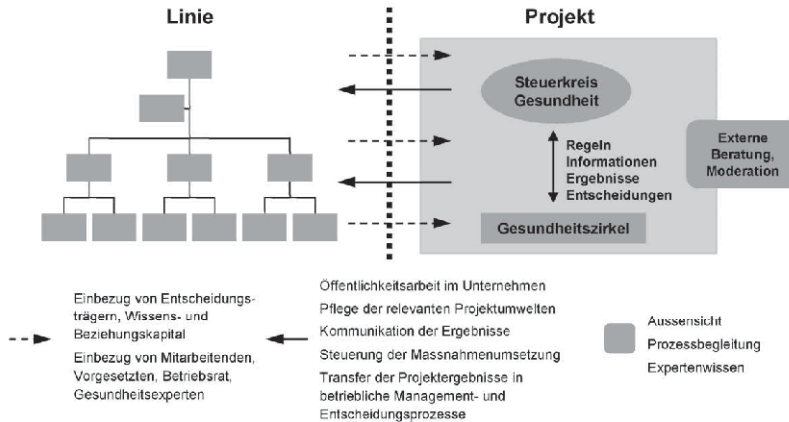 Linie
Projekt
Steuerkreis
Gesundheit
Regeln
Informationen
Ergebnisse
Entscheidungen
Externe
Beratung,
Moderation
Gesundheitszirkel
Einbezug von Entscheidungs-
trägern, Wissens- und
Beziehungskapital
Einbezug von Mitarbeitenden,
Vorgesetzten, Betriebsrat,
Gesundheitsexperten
Öffentlichkeitsarbeit im Unternehmen
Pflege der relevanten Projektumwelten
Kommunikation der Ergebnisse
Steuerung der Massnahmenumsetzung
Transfer der Projektergebnisse in
betriebliche Management- und
Entscheidungsprozesse
Aussensicht
Prozessbegleitung
Expertenwissen